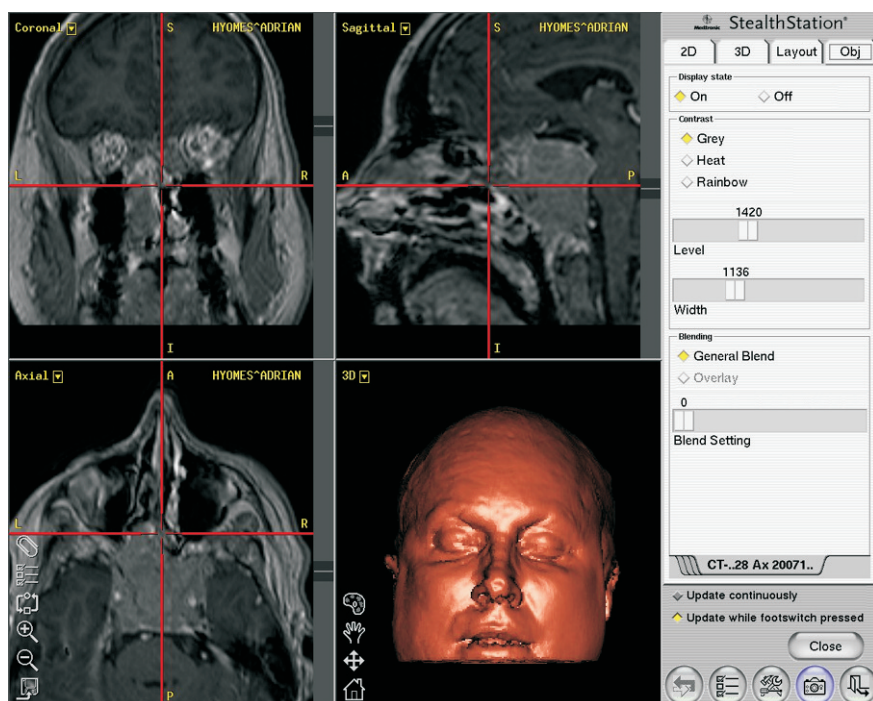 Coronal
S
HYOMES^ADRIAN
L
R
I
Sagittal
S
HYOMES^ADRIAN
A
P
I
Axial
A
HYOMES^ADRIAN
L
R
P
3D
Medtronic
StealthStation®
2D
3D
Layout
Obj
Display state
On
Off
Contrast
Grey
Heat
Rainbow
1420
Level
1136
Width
Blending
General Blend
Overlay
0
Blend Setting
CT-..28 Ax 20071..
Update continuously
Update while footswitch pressed
Close